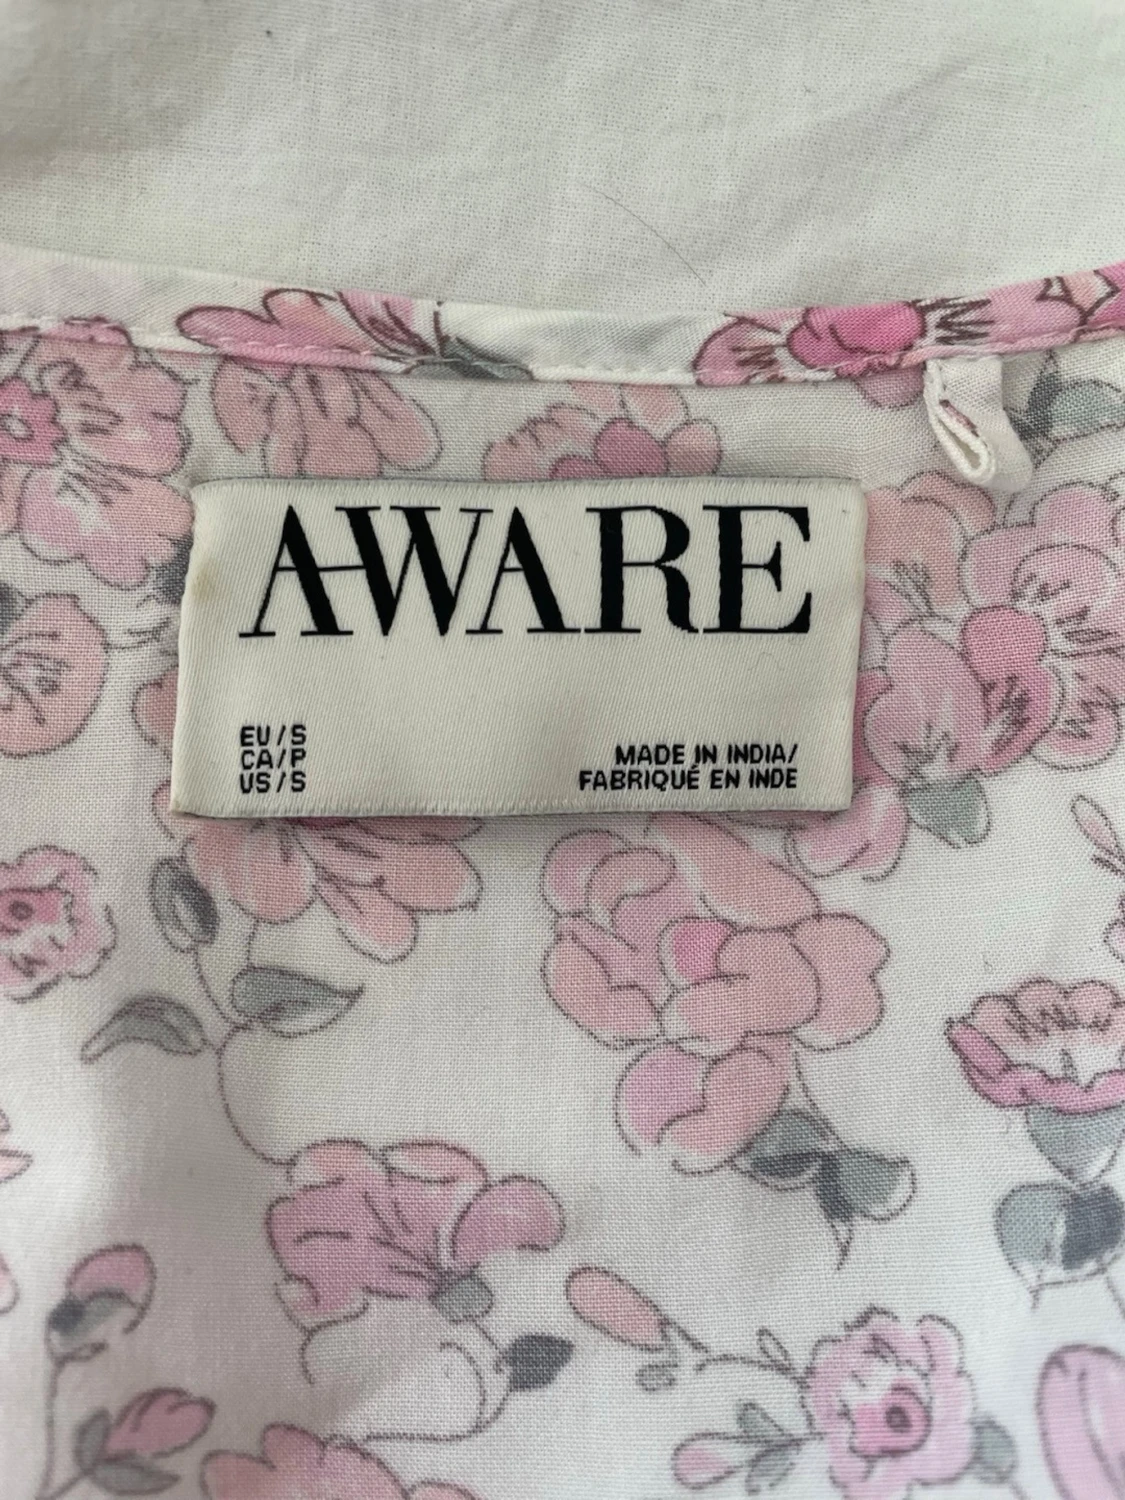 AWARE
EU/S
CA/P
US/S
MADE IN INDIA/
FABRIQUÉ EN INDE